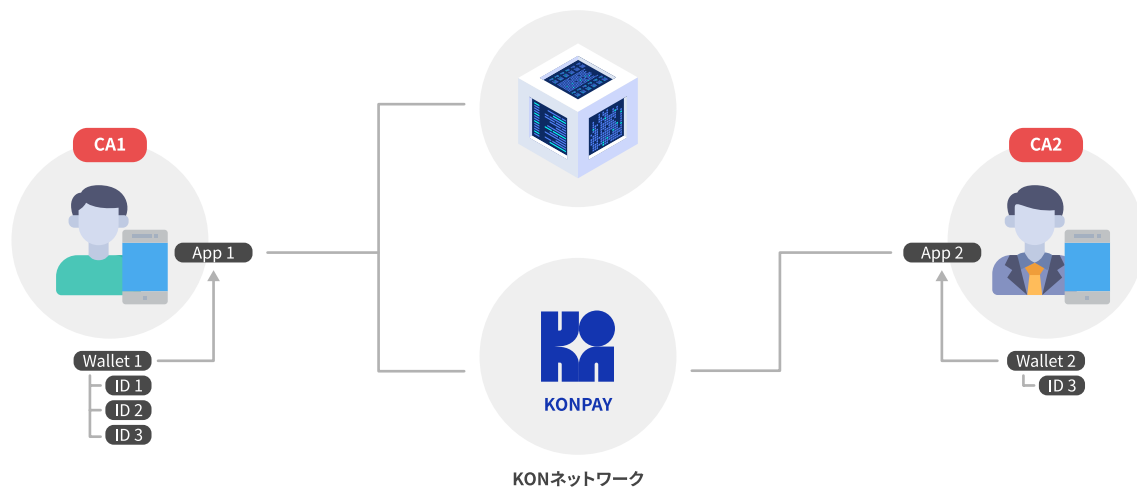 CA1
App 1
Wallet 1
ID 1
ID 2
ID 3
KONPAY
KONネットワーク
CA2
App 2
Wallet 2
ID 3